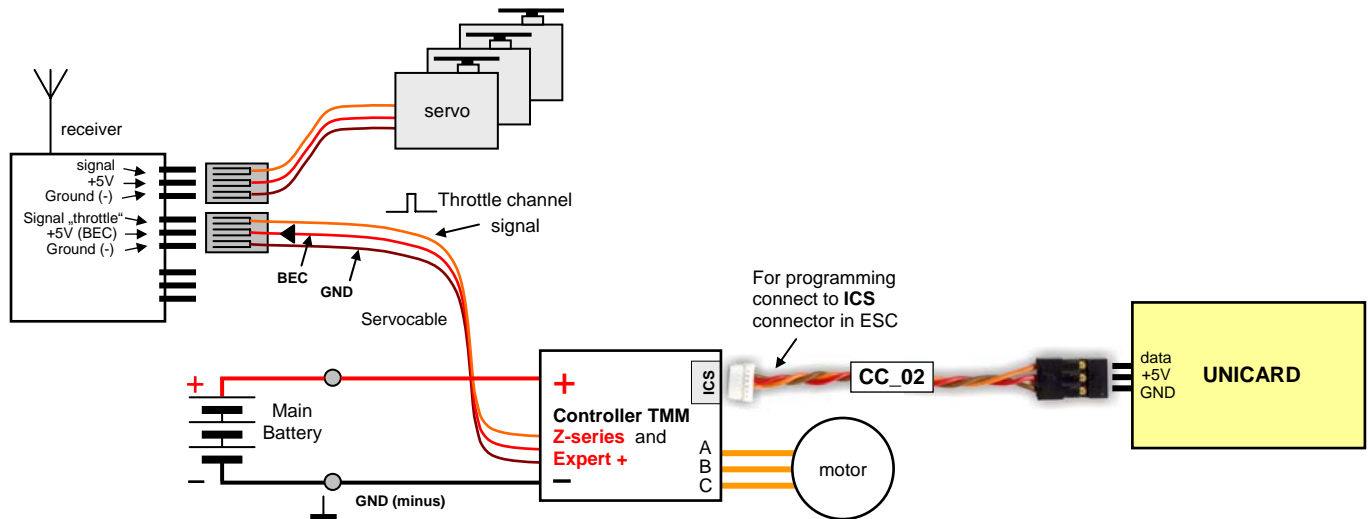 servo
receiver
signal
+5V
Ground (-)
Signal „throttle“
+5V (BEC)
Ground (-)
Throttle channel
signal
BEC
GND
Servocable
For programming
connect to ICS
connector in ESC
+
Main
Battery
–
GND (minus)
+
ICS
Controller TMM
Z-series and
Expert +
–
A
B
C
motor
CC_02
data
+5V
GND
UNICARD